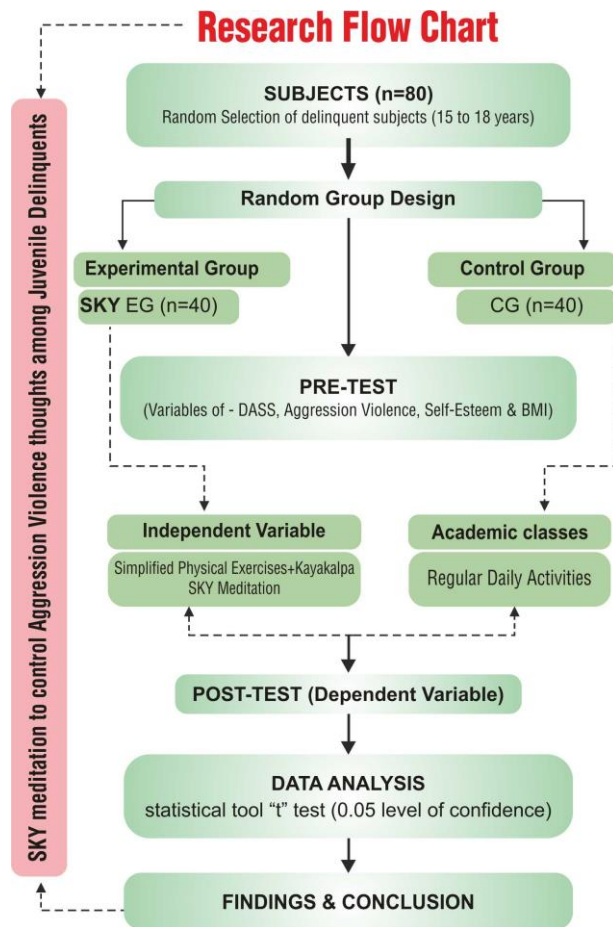 Research Flow Chart
SKY meditation to control Aggression Violence thoughts among Juvenile Delinquents
SUBJECTS (n=80)
Random Selection of delinquent subjects (15 to 18 years)
Random Group Design
Experimental Group
SKY EG (n=40)
Control Group
CG (n=40)
PRE-TEST
(Variables of - DASS, Aggression Violence, Self-Esteem & BMI)
Independent Variable
Simplified Physical Exercises+Kayakalpa
SKY Meditation
Academic classes
Regular Daily Activities
POST-TEST (Dependent Variable)
DATA ANALYSIS
statistical tool “t” test (0.05 level of confidence)
FINDINGS & CONCLUSION